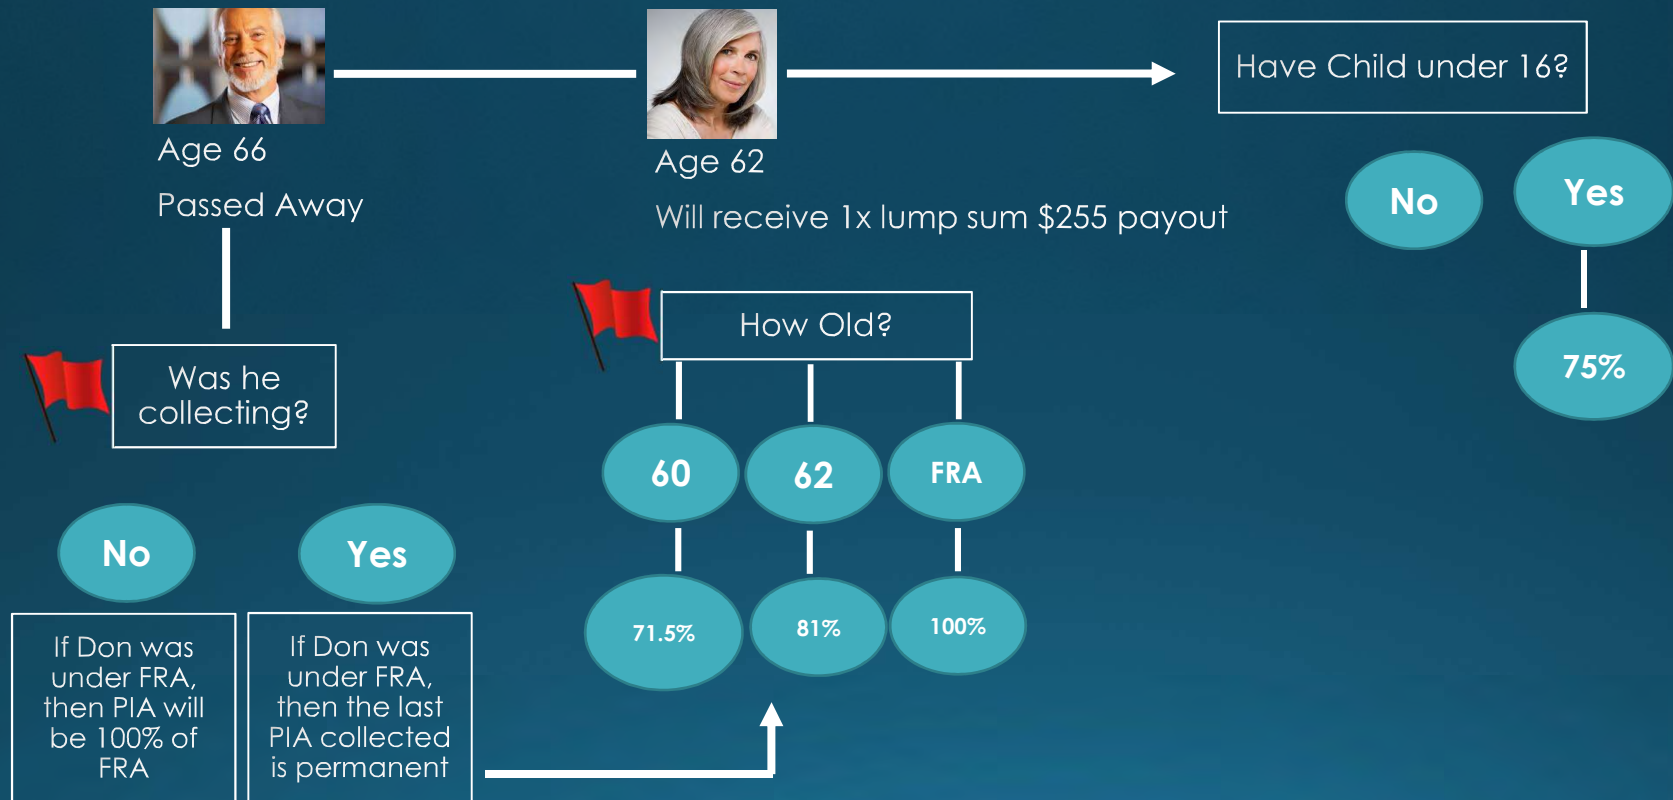 Age 66
Passed Away
Age 62
Will receive 1x lump sum $255 payout
Have Child under 16?
No
Yes
75%
Was he
collecting?
No
Yes
If Don was
under FRA,
then PIA will
be 100% of
FRA
If Don was
under FRA,
then the last
PIA collected
is permanent
How Old?
60
62
FRA
71.5%
81%
100%